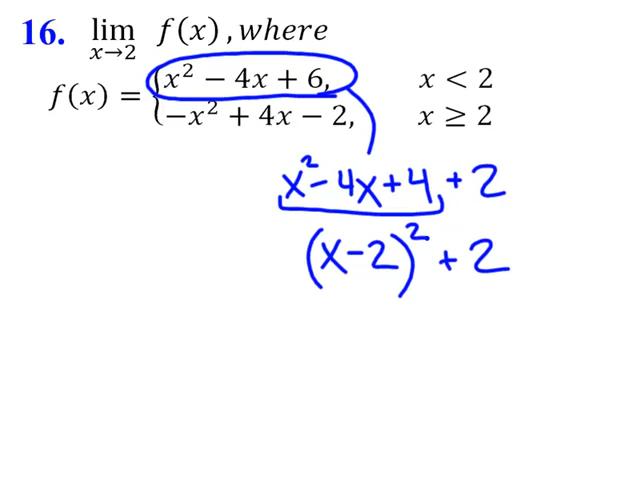 16. lim f(x), where
x→2
f(x) = { x² − 4x + 6, x < 2
−x² + 4x − 2, x ≥ 2
x² − 4x + 4 + 2
(x − 2)² + 2